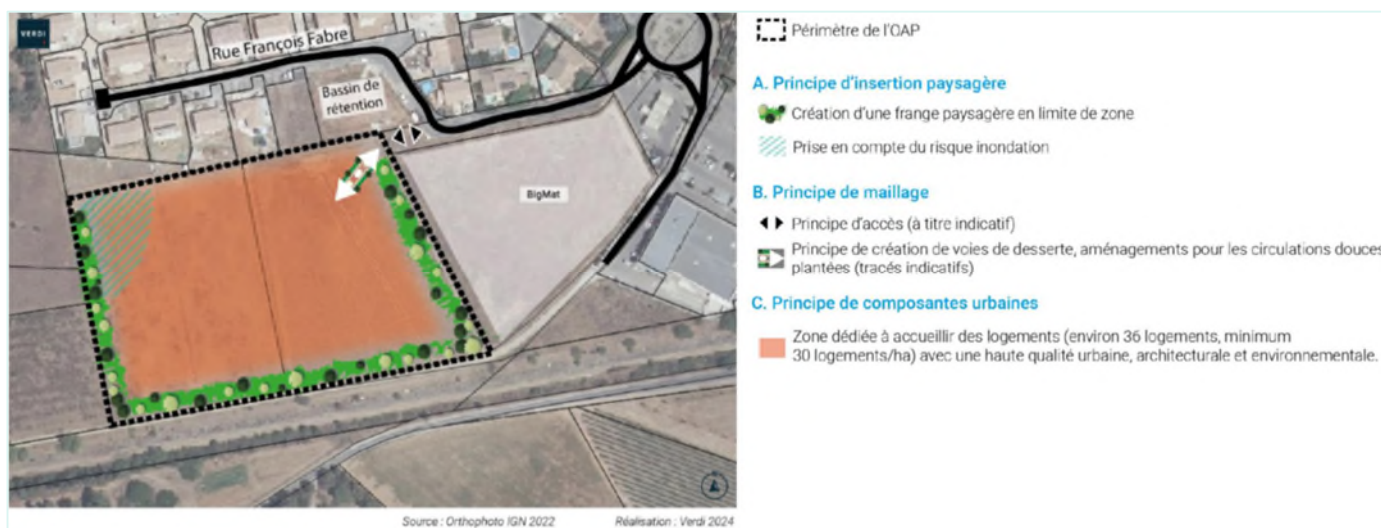 VERDI
Rue François Fabre
Bassin de
rétention
BigMat
Source : Orthophoto IGN 2022
Réalisation : Verdi 2024
Périmètre de l'OAP
A. Principe d'insertion paysagère
Création d'une frange paysagère en limite de zone
Prise en compte du risque inondation
B. Principe de maillage
Principe d'accès (à titre indicatif)
Principe de création de voies de desserte, aménagements pour les circulations douces
plantées (tracés indicatifs)
C. Principe de composantes urbaines
Zone dédiée à accueillir des logements (environ 36 logements, minimum
30 logements/ha) avec une haute qualité urbaine, architecturale et environnementale.